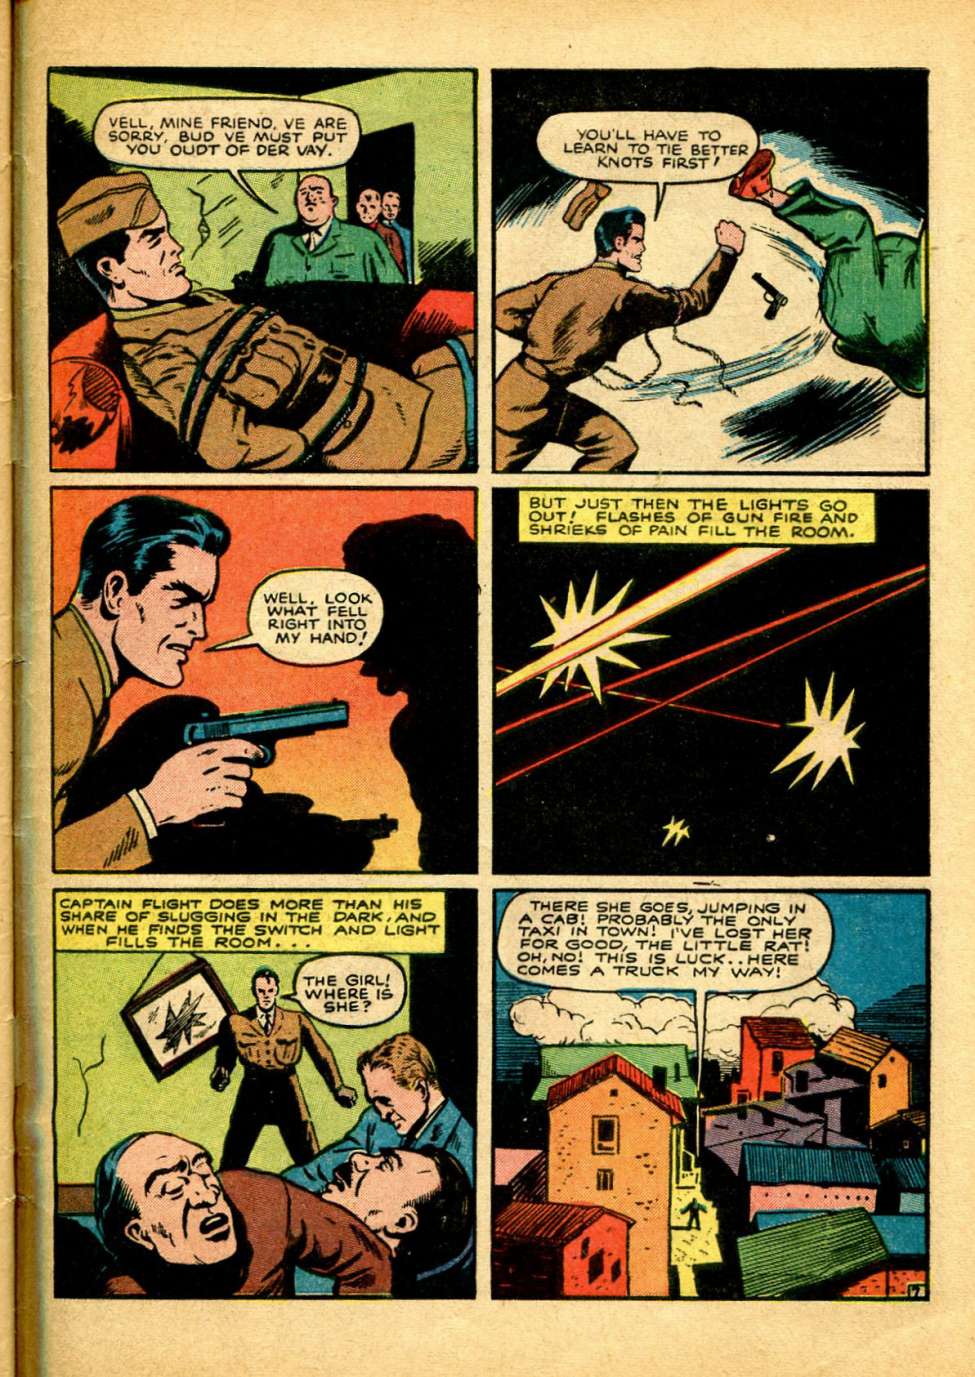 VELL, MINE FRIEND, VE ARE
SORRY, BUD VE MUST PUT
YOU OUDT OF DER VAY.
YOU'LL HAVE TO
LEARN TO TIE BETTER
KNOTS FIRST!
WELL, LOOK
WHAT FELL
RIGHT INTO
MY HAND!
BUT JUST THEN THE LIGHTS GO
OUT! FLASHES OF GUN FIRE AND
SHRIEKS OF PAIN FILL THE ROOM.
CAPTAIN FLIGHT DOES MORE THAN HIS
SHARE OF SLUGGING IN THE DARK, AND
WHEN HE FINDS THE SWITCH AND LIGHT
FILLS THE ROOM...
THE GIRL!
WHERE IS
SHE?
THERE SHE GOES, JUMPING IN
A CAB! PROBABLY THE ONLY
TAXI IN TOWN! I'VE LOST HER
FOR GOOD, THE LITTLE RAT!
OH, NO! THIS IS LUCK..HERE
COMES A TRUCK MY WAY!
7